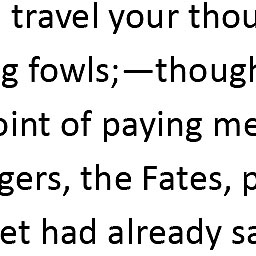 travel your thou
g fowls;—though
oint of paying me
gers, the Fates, p
et had already sa